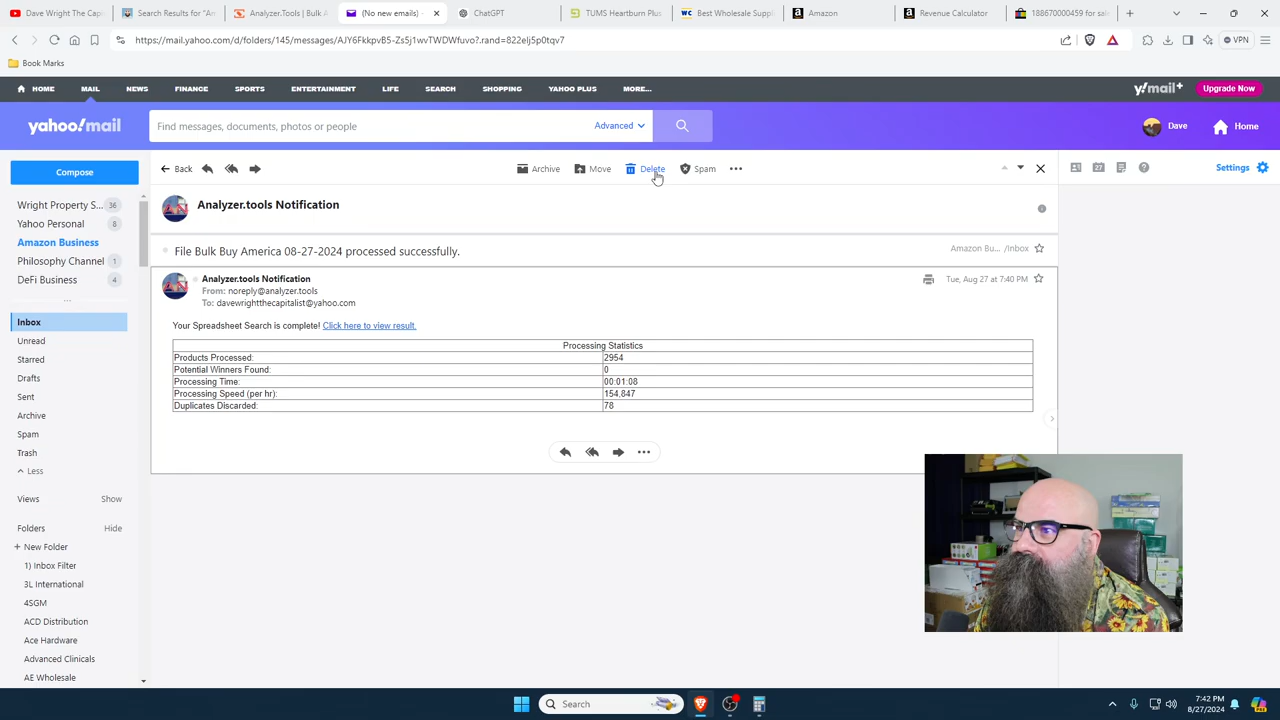 Dave Wright The Cap
Search Results for "Ar
Analyzer.Tools | Bulk A
(No new emails)
ChatGPT
TUMS Heartburn Plus
Best Wholesale Suppl
Amazon
Revenue Calculator
188670000459 for sale
https://mail.yahoo.com/d/folders/145/messages/AJY6FkkpvB5-Zs5j1wvTWDWfuvo?.rand=822elj5p0tqv7
VPN
Book Marks
HOME MAIL NEWS FINANCE SPORTS ENTERTAINMENT LIFE SEARCH SHOPPING YAHOO PLUS MORE...
y!mail+
Upgrade Now
yahoo!mail
Find messages, documents, photos or people
Advanced
Dave
Home
Compose
Back
Archive
Move
Delete
Spam
Settings
Wright Property S... 36
Yahoo Personal 8
Amazon Business
Philosophy Channel 1
DeFi Business 4
Inbox
Unread
Starred
Drafts
Sent
Archive
Spam
Trash
Less
Views Show
Folders Hide
+ New Folder
1) Inbox Filter
3L International
4SGM
ACD Distribution
Ace Hardware
Advanced Clinicals
AE Wholesale
Analyzer.tools Notification
File Bulk Buy America 08-27-2024 processed successfully.
Amazon Bu... /Inbox
Analyzer.tools Notification
Tue, Aug 27 at 7:40 PM
From: noreply@analyzer.tools
To: davewrightthecapitalist@yahoo.com
Your Spreadsheet Search is complete! Click here to view result.
Processing Statistics
Products Processed: 2954
Potential Winners Found: 0
Processing Time: 00:01:08
Processing Speed (per hr): 154,847
Duplicates Discarded: 78
Search
7:42 PM
8/27/2024